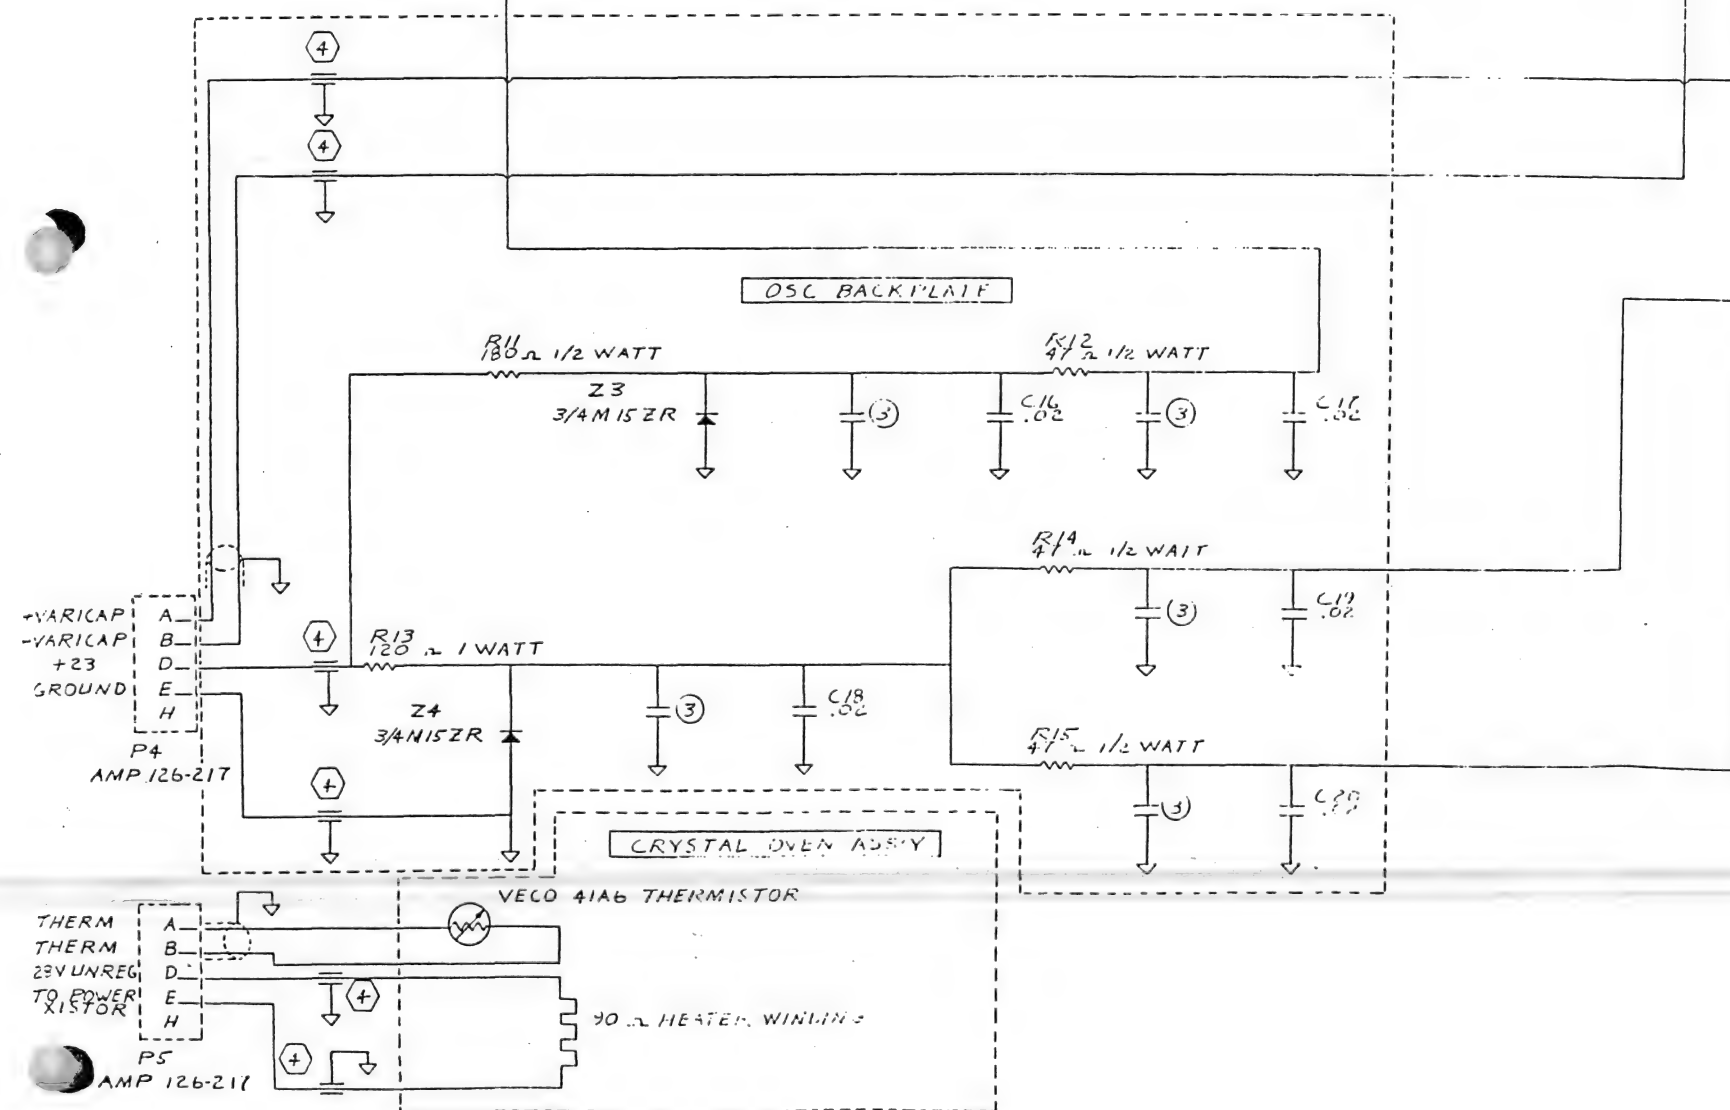 4
4
OSC BACKPLATE
R11
180 Ω 1/2 WATT
R12
47 Ω 1/2 WATT
Z3
3/4M15ZR
3
C16
.02
3
.02
R14
47 Ω 1/2 WATT
3
C19
.02
+VARICAP A
-VARICAP B
+23 D
GROUND E
H
P4
AMP 126-217
4
R13
120 Ω 1 WATT
Z4
3/4M15ZR
3
C18
.02
R15
47 Ω 1/2 WATT
3
C20
4
CRYSTAL OVEN ASS'Y
VECO 41A6 THERMISTOR
THERM A
THERM B
UNREG D
TO POWER E
XISTOR
H
P5
AMP 126-217
4
4
90 Ω HEATER WINDING